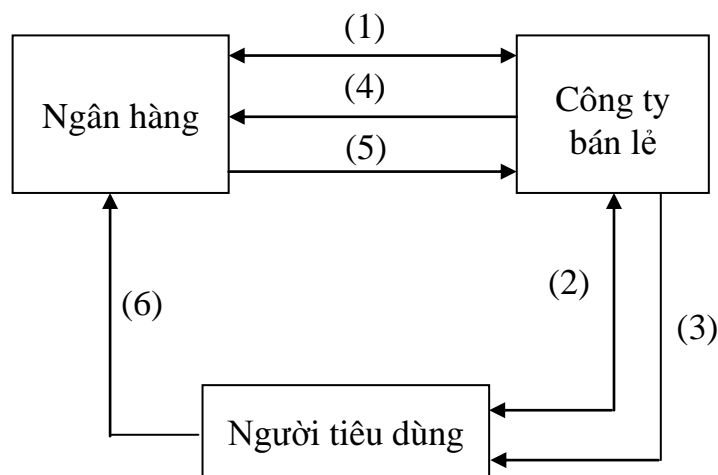 (1)
Ngân hàng
(4)
Công ty
bán lẻ
(5)
(6)
(2)
(3)
Người tiêu dùng